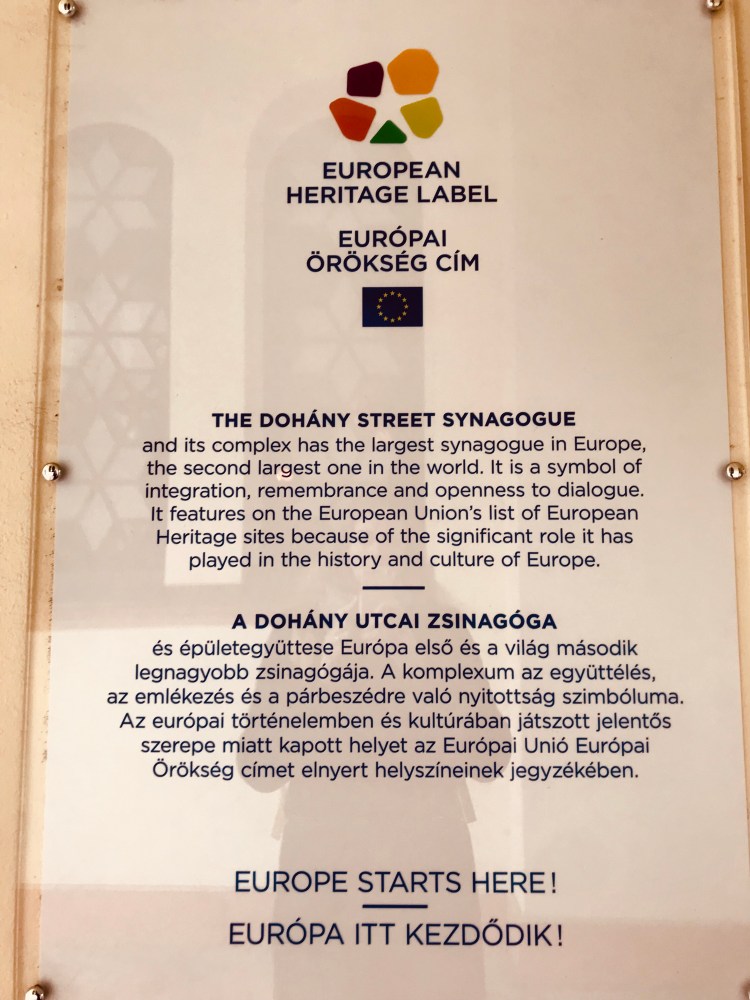 EUROPEAN
HERITAGE LABEL
EURÓPAI
ÖRÖKSÉG CÍM
THE DOHÁNY STREET SYNAGOGUE
and its complex has the largest synagogue in Europe,
the second largest one in the world. It is a symbol of
integration, remembrance and openness to dialogue.
It features on the European Union's list of European
Heritage sites because of the significant role it has
played in the history and culture of Europe.
A DOHÁNY UTCAI ZSINAGÓGA
és épületegyüttese Európa első és a világ második
legnagyobb zsinagógája. A komplexum az együttélés,
az emlékezés és a párbeszédre való nyitottság szimbóluma.
Az európai történelemben és kultúrában játszott jelentős
szerepe miatt kapott helyet az Európai Unió Európai
Örökség címet elnyert helyszíneinek jegyzékében.
EUROPE STARTS HERE!
EURÓPA ITT KEZDŐDIK!